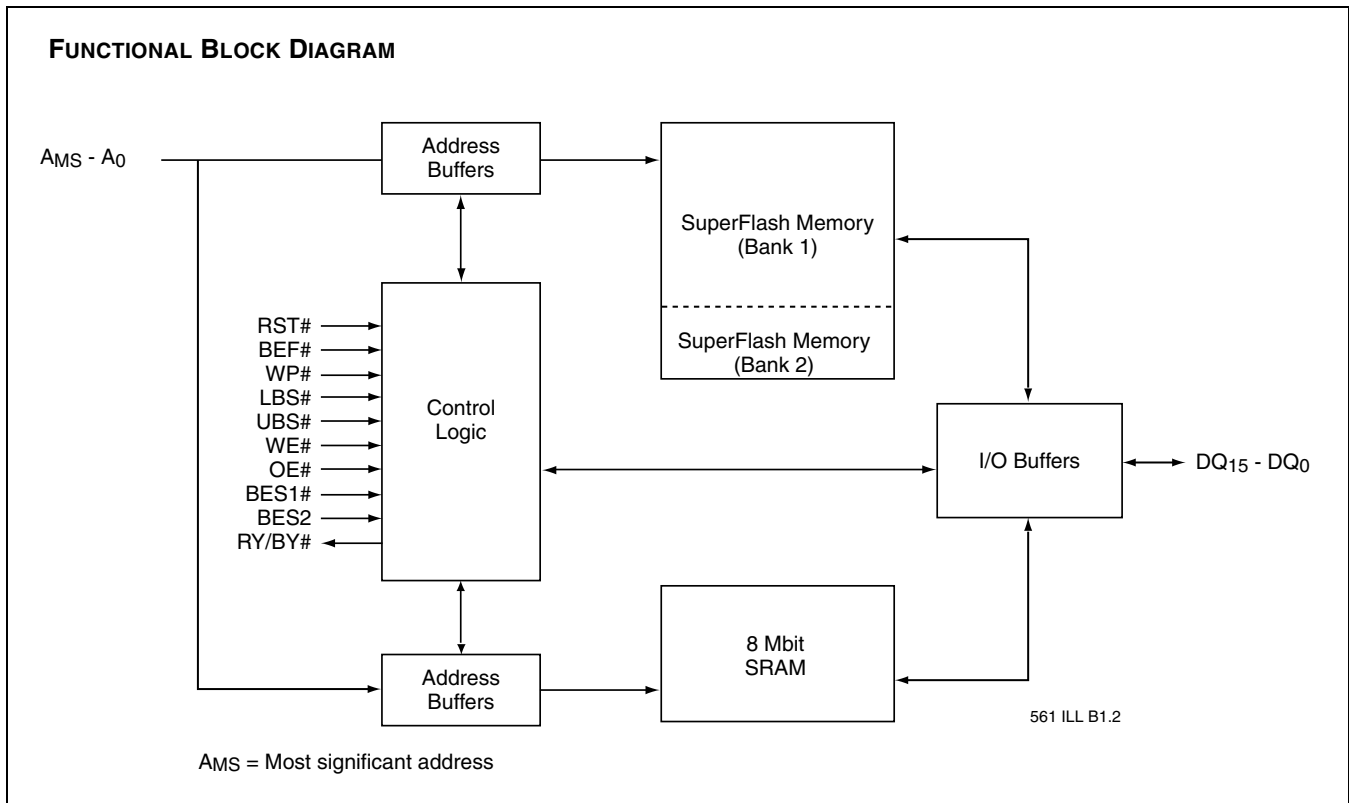 FUNCTIONAL BLOCK DIAGRAM
AMS - A0
Address
Buffers
SuperFlash Memory
(Bank 1)
SuperFlash Memory
(Bank 2)
RST#
BEF#
WP#
LBS#
UBS#
WE#
OE#
BES1#
BES2
RY/BY#
Control
Logic
I/O Buffers
DQ15 - DQ0
Address
Buffers
8 Mbit
SRAM
561 ILL B1.2
AMS = Most significant address